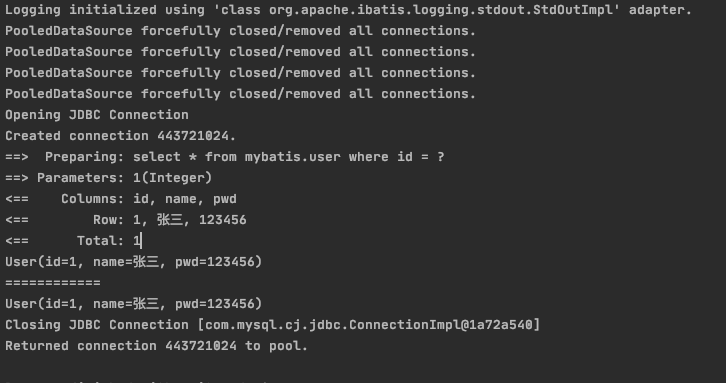 Logging initialized using 'class org.apache.ibatis.logging.stdout.StdOutImpl' adapter.
PooledDataSource forcefully closed/removed all connections.
PooledDataSource forcefully closed/removed all connections.
PooledDataSource forcefully closed/removed all connections.
PooledDataSource forcefully closed/removed all connections.
Opening JDBC Connection
Created connection 443721024.
==>  Preparing: select * from mybatis.user where id = ?
==> Parameters: 1(Integer)
<==    Columns: id, name, pwd
<==        Row: 1, 张三, 123456
<==      Total: 1
User(id=1, name=张三, pwd=123456)
============
User(id=1, name=张三, pwd=123456)
Closing JDBC Connection [com.mysql.cj.jdbc.ConnectionImpl@1a72a540]
Returned connection 443721024 to pool.